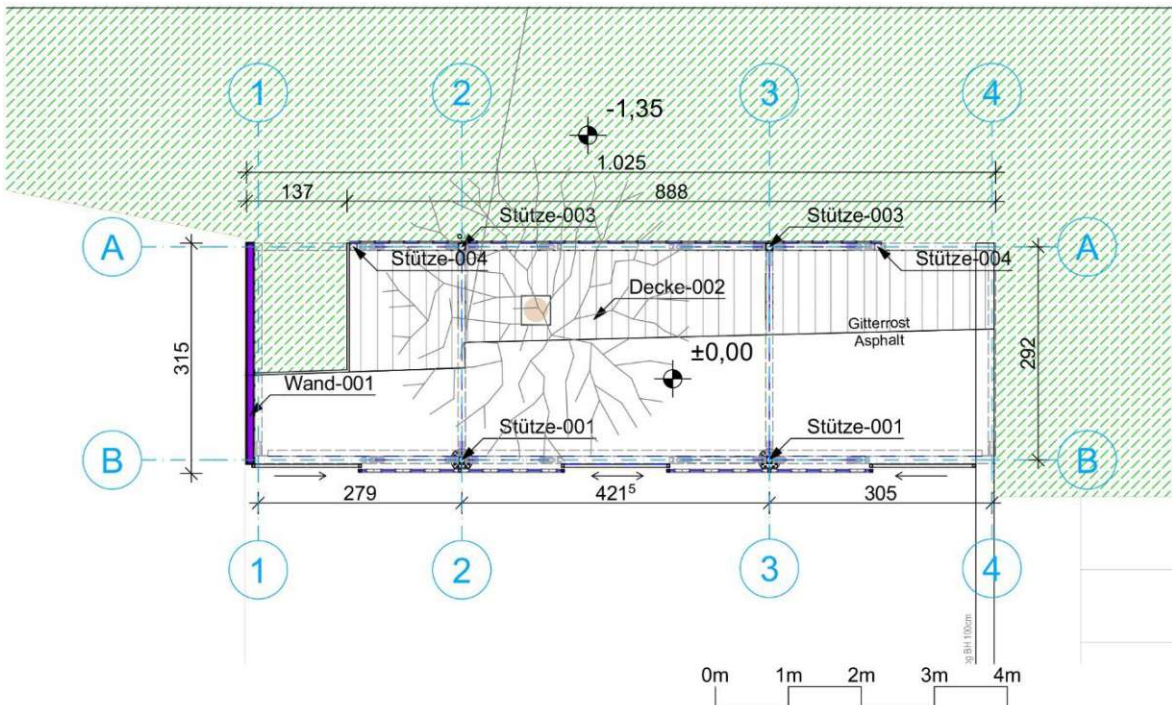 1
2
3
4
-1,35
1.025
137
888
A
Stütze-003
Stütze-003
A
Stütze-004
Stütze-004
Decke-002
Gitterrost
Asphalt
±0,00
315
292
Wand-001
Stütze-001
Stütze-001
B
B
279
421⁵
305
1
2
3
4
BH 100cm
0m 1m 2m 3m 4m